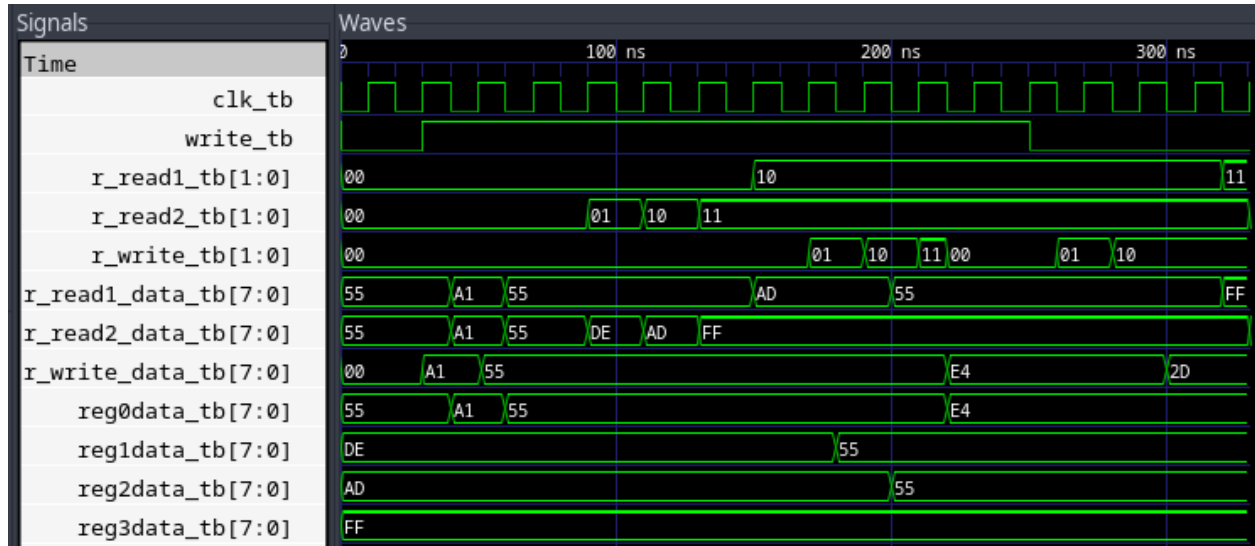 Signals Waves
Time 0 100 ns 200 ns 300 ns
clk_tb
write_tb
r_read1_tb[1:0] 00 10 11
r_read2_tb[1:0] 00 01 10 11
r_write_tb[1:0] 00 01 10 11 00 01 10
r_read1_data_tb[7:0] 55 A1 55 AD 55 FF
r_read2_data_tb[7:0] 55 A1 55 DE AD FF
r_write_data_tb[7:0] 00 A1 55 E4 2D
reg0data_tb[7:0] 55 A1 55 E4
reg1data_tb[7:0] DE 55
reg2data_tb[7:0] AD 55
reg3data_tb[7:0] FF